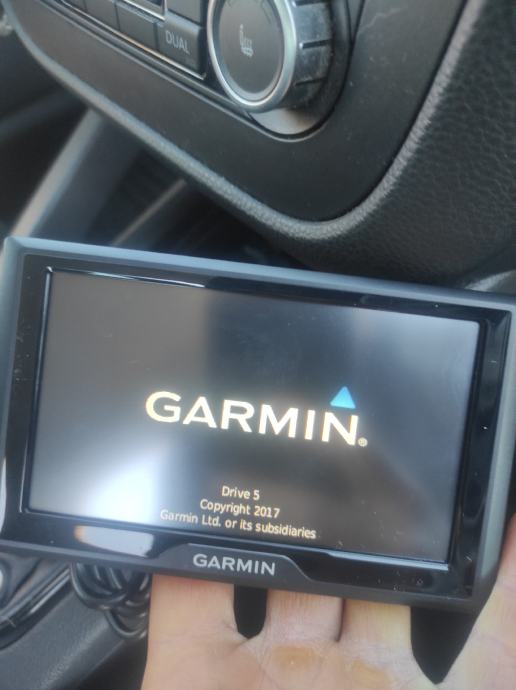 DUAL
GARMIN®
Drive 5
Copyright 2017
Garmin Ltd. or its subsidiaries
GARMIN